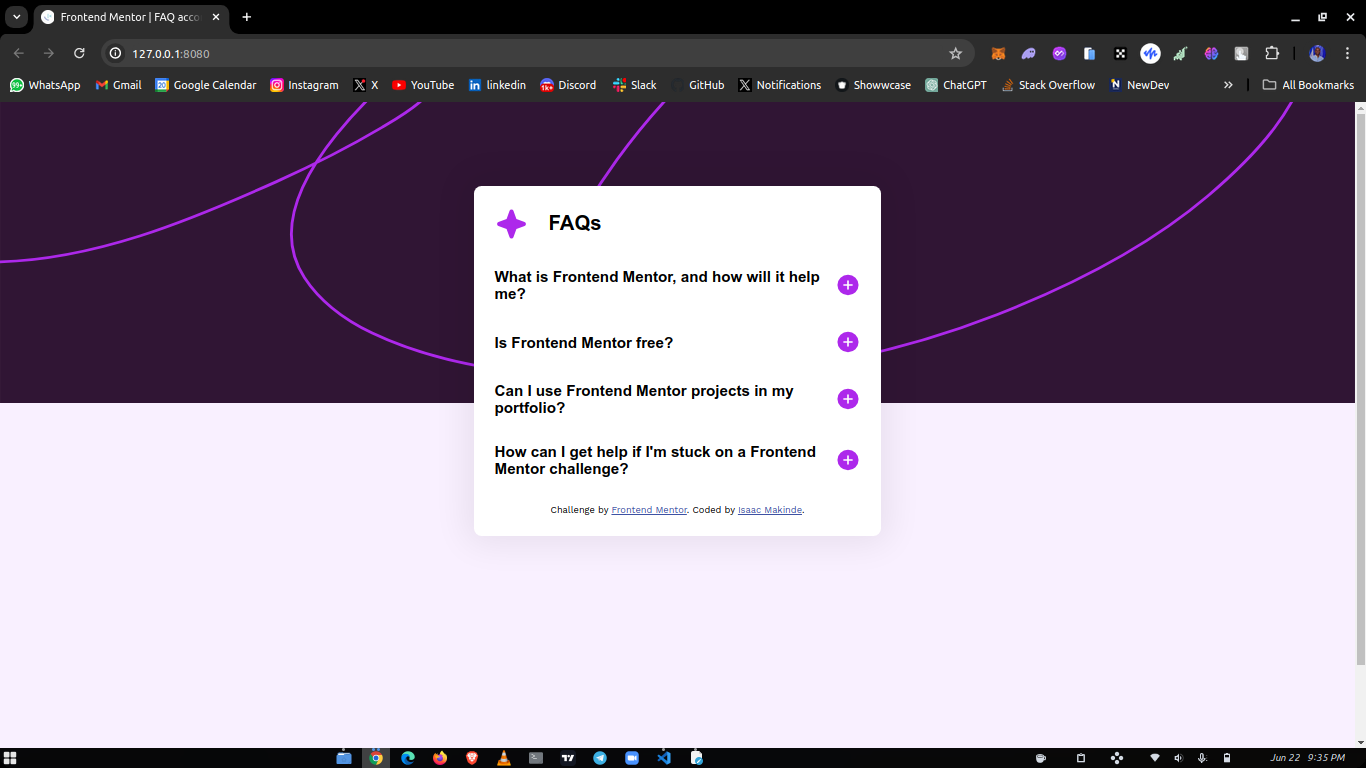 Frontend Mentor | FAQ acco
127.0.0.1:8080
99+ WhatsApp Gmail Google Calendar Instagram X YouTube linkedin 1k+ Discord Slack GitHub Notifications Showwcase ChatGPT Stack Overflow NewDev » All Bookmarks
FAQs
What is Frontend Mentor, and how will it help
me?
Is Frontend Mentor free?
Can I use Frontend Mentor projects in my
portfolio?
How can I get help if I'm stuck on a Frontend
Mentor challenge?
Challenge by Frontend Mentor. Coded by Isaac Makinde.
Jun 22 9:35 PM